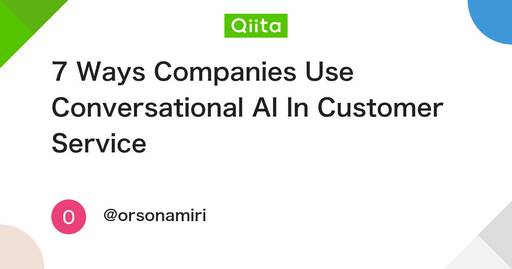 Qiita
7 Ways Companies Use
Conversational AI In Customer
Service
O
@orsonamiri